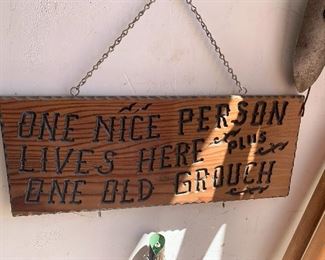 ONE NICE PERSON
LIVES HERE PLUS
ONE OLD GROUCH